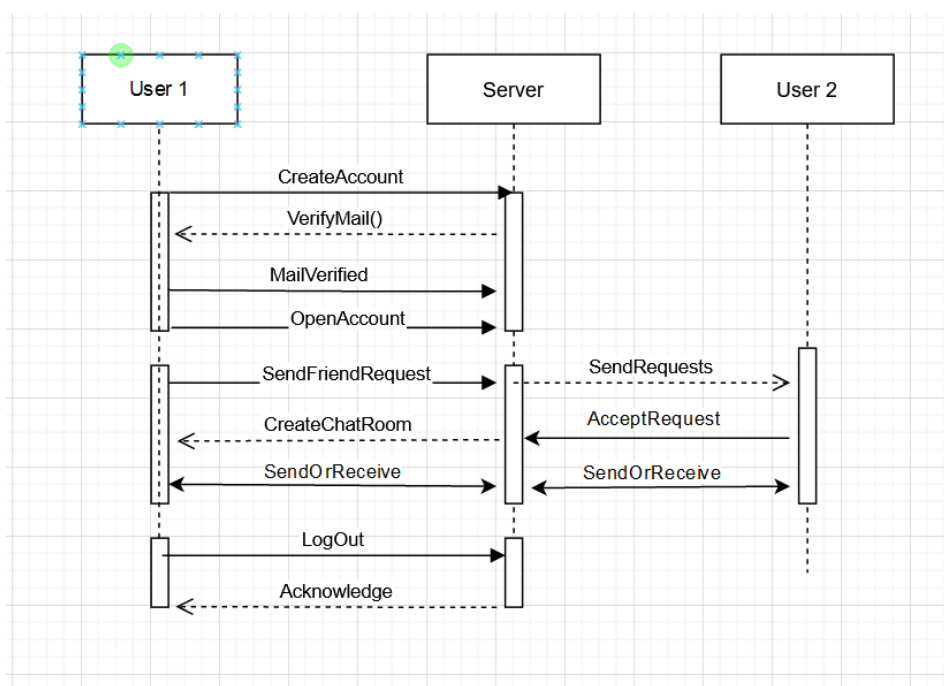 User 1
Server
User 2
CreateAccount
VerifyMail()
MailVerified
OpenAccount
SendFriendRequest
SendRequests
AcceptRequest
CreateChatRoom
SendOrReceive
SendOrReceive
LogOut
Acknowledge